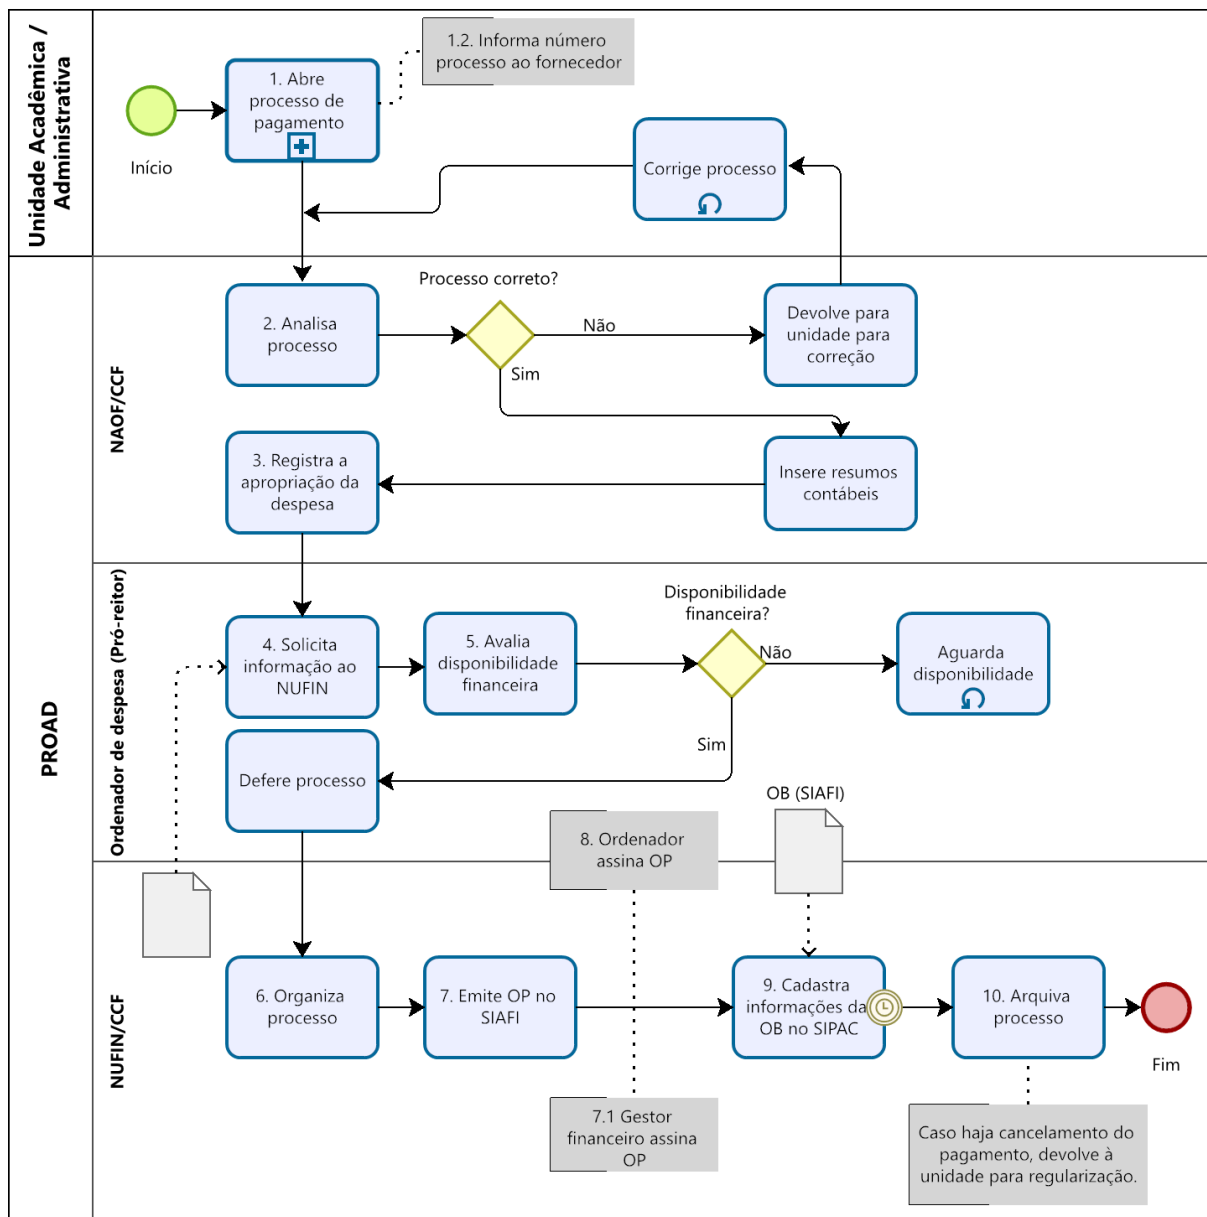 Unidade Acadêmica /
Administrativa
1.2. Informa número
processo ao fornecedor
1. Abre
processo de
pagamento
Início
Corrige processo
PROAD
NAOF/CCF
Processo correto?
2. Analisa
processo
Não
Sim
Devolve para
unidade para
correção
3. Registra a
apropriação da
despesa
Insere resumos
contábeis
Ordenador de despesa (Pró-reitor)
Disponibilidade
financeira?
4. Solicita
informação ao
NUFIN
5. Avalia
disponibilidade
financeira
Não
Aguarda
disponibilidade
Sim
Defere processo
OB (SIAFI)
8. Ordenador
assina OP
NUFIN/CCF
6. Organiza
processo
7. Emite OP no
SIAFI
9. Cadastra
informações da
OB no SIPAC
10. Arquiva
processo
Fim
7.1 Gestor
financeiro assina
OP
Caso haja cancelamento do
pagamento, devolve à
unidade para regularização.